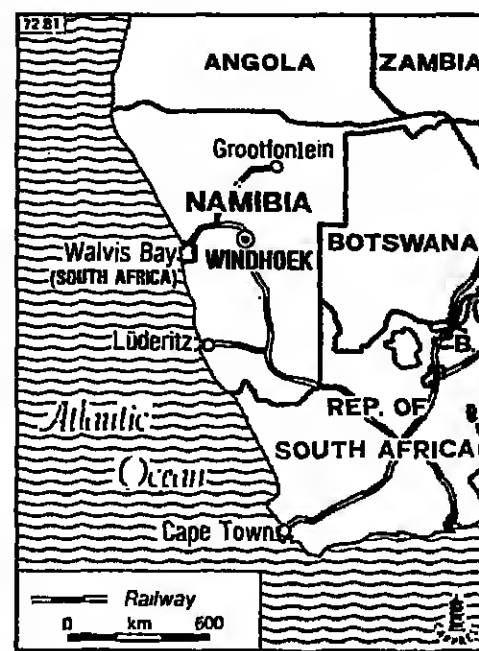 7281
ANGOLA
ZAMBIA
Grootfontein
NAMIBIA
Walvis Bay
(SOUTH AFRICA)
WINDHOEK
BOTSWANA
Lüderitz
B.
REP. OF
SOUTH AFRICA
Atlantic
Ocean
Cape Town
Railway
0 km 600